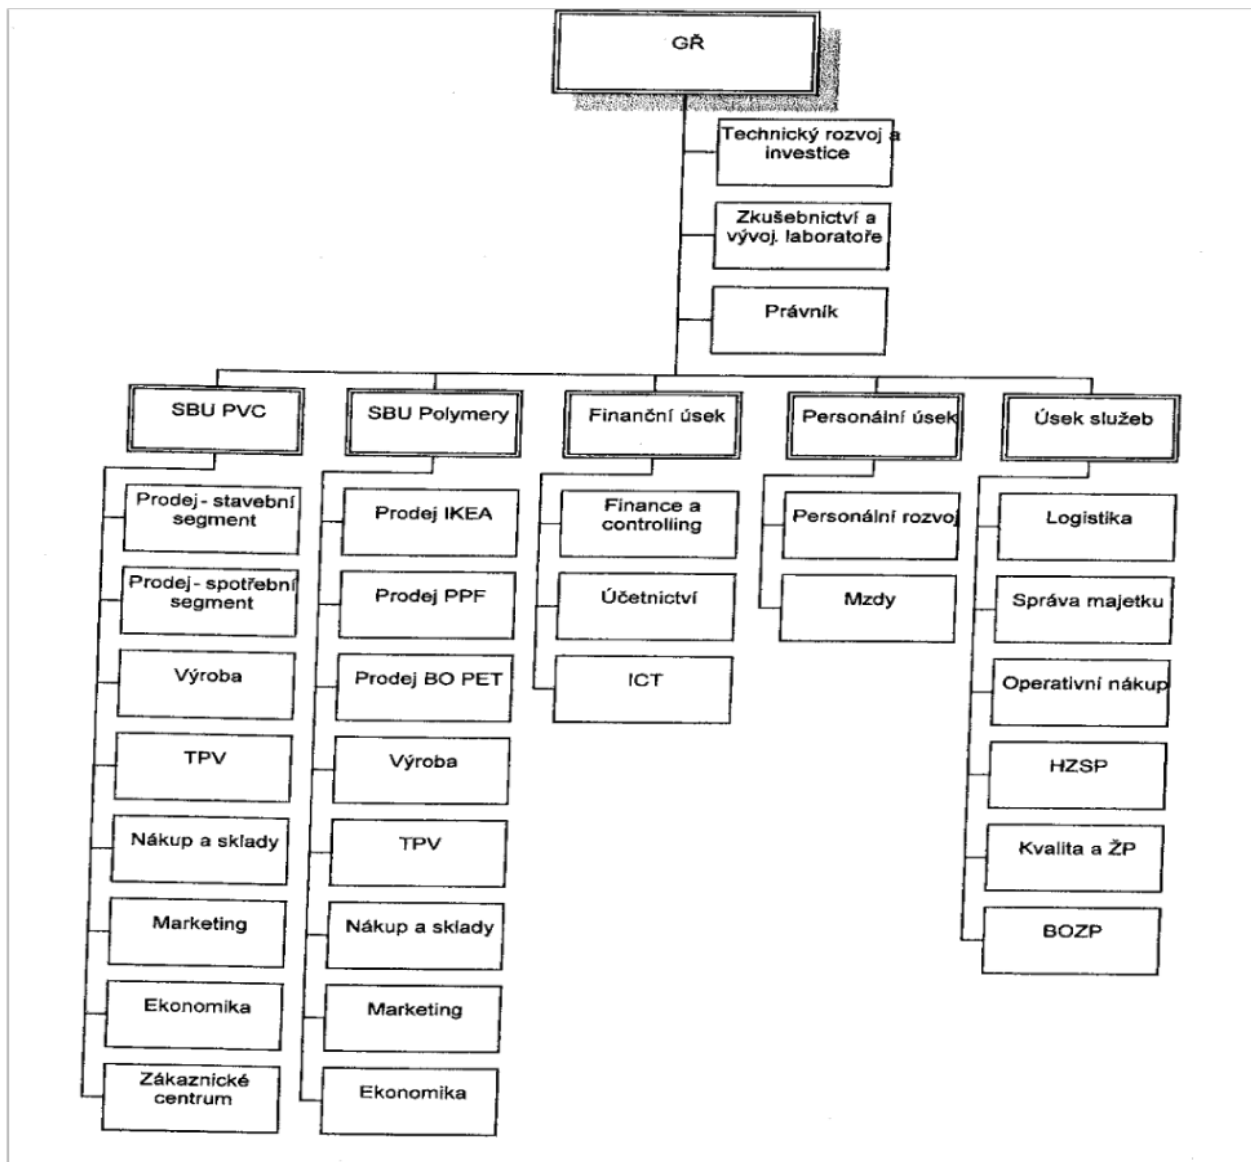 GŘ
Technický rozvoj a
investice
Zkušebnictví a
vývoj. laboratoře
Právník
SBU PVC
SBU Polymery
Finanční úsek
Personální úsek
Úsek služeb
Prodej - stavební
segment
Prodej - spotřební
segment
Výroba
TPV
Nákup a sklady
Marketing
Ekonomika
Zákaznické
centrum
Prodej IKEA
Prodej PPF
Prodej BO PET
Výroba
TPV
Nákup a sklady
Marketing
Ekonomika
Finance a
controlling
Účetnictví
ICT
Personální rozvoj
Mzdy
Logistika
Správa majetku
Operativní nákup
HZSP
Kvalita a ŽP
BOZP